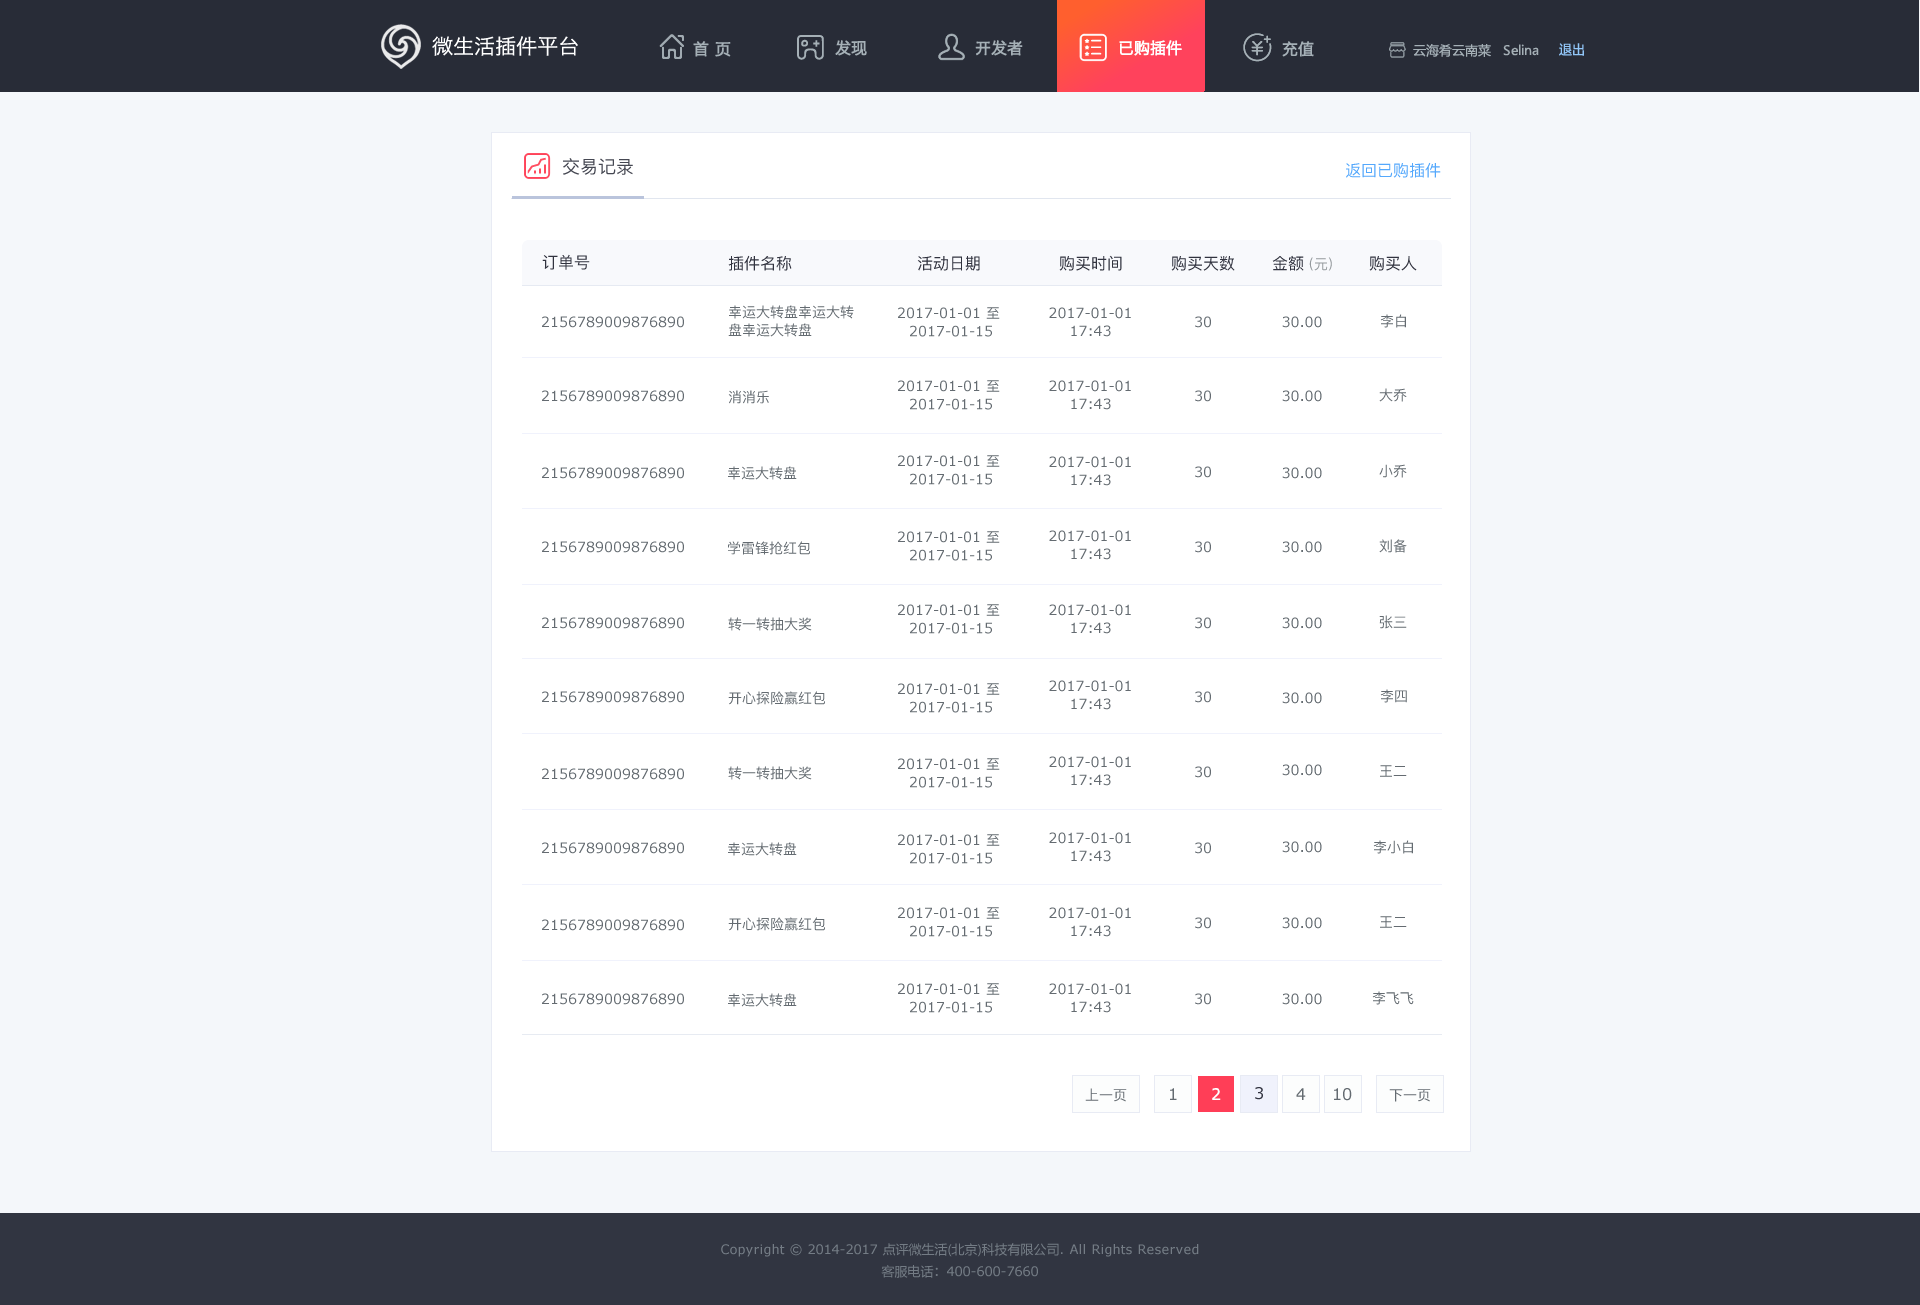 微生活插件平台 首 页 发现 开发者 已购插件 充值 云海肴云南菜 Selina 退出
交易记录 返回已购插件
订单号 插件名称 活动日期 购买时间 购买天数 金额 (元) 购买人
2156789009876890 幸运大转盘幸运大转 2017-01-01 至 2017-01-01 30 30.00 李白
盘幸运大转盘 2017-01-15 17:43
2156789009876890 消消乐 2017-01-01 至 2017-01-01 30 30.00 大乔
2017-01-15 17:43
2156789009876890 幸运大转盘 2017-01-01 至 2017-01-01 30 30.00 小乔
2017-01-15 17:43
2156789009876890 学雷锋抢红包 2017-01-01 至 2017-01-01 30 30.00 刘备
2017-01-15 17:43
2156789009876890 转一转抽大奖 2017-01-01 至 2017-01-01 30 30.00 张三
2017-01-15 17:43
2156789009876890 开心探险赢红包 2017-01-01 至 2017-01-01 30 30.00 李四
2017-01-15 17:43
2156789009876890 转一转抽大奖 2017-01-01 至 2017-01-01 30 30.00 王二
2017-01-15 17:43
2156789009876890 幸运大转盘 2017-01-01 至 2017-01-01 30 30.00 李小白
2017-01-15 17:43
2156789009876890 开心探险赢红包 2017-01-01 至 2017-01-01 30 30.00 王二
2017-01-15 17:43
2156789009876890 幸运大转盘 2017-01-01 至 2017-01-01 30 30.00 李飞飞
2017-01-15 17:43
上一页 1 2 3 4 10 下一页
Copyright © 2014-2017 点评微生活(北京)科技有限公司. All Rights Reserved
客服电话：400-600-7660